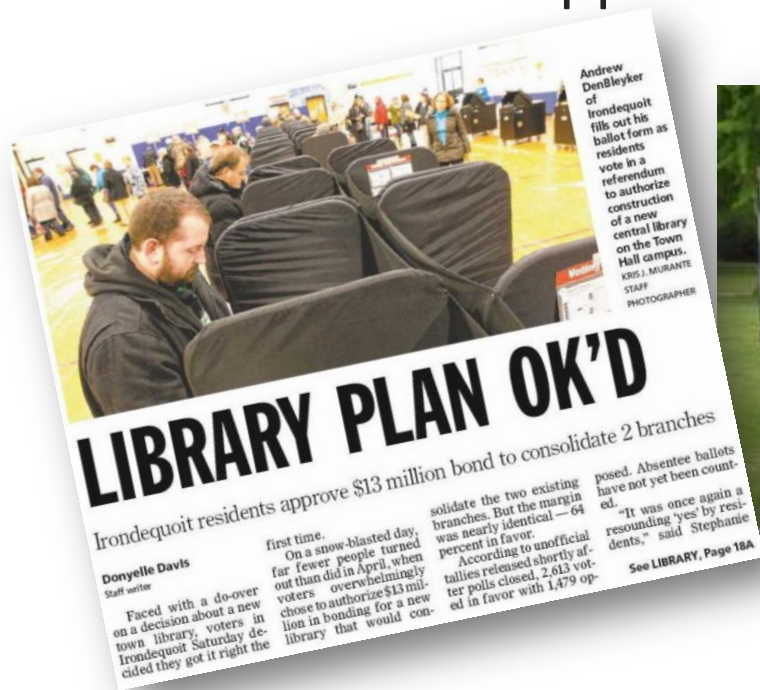 Andrew
DenBleyker
of
Irondequoit
fills out his
ballot form as
residents
vote in a
referendum
to authorize
construction
of a new
central library
on the Town
Hall campus.
KRIS J. MURANTE
STAFF
PHOTOGRAPHER
LIBRARY PLAN OK'D
Irondequoit residents approve $13 million bond to consolidate 2 branches
Donyelle Davis
Staff writer
Faced with a do-over
on a decision about a new
town library, voters in
Irondequoit Saturday de-
cided they got it right the
first time.
On a snow-blasted day,
far fewer people turned
out than did in April, when
voters overwhelmingly
chose to authorize $13 mil-
lion in bonding for a new
library that would con-
solidate the two existing
branches. But the margin
was nearly identical — 64
percent in favor.
According to unofficial
tallies released shortly af-
ter polls closed, 2,613 vot-
ed in favor with 1,479 op-
posed. Absentee ballots
have not yet been count-
ed.
"It was once again a
resounding 'yes' by resi-
dents," said Stephanie
See LIBRARY, Page 18A